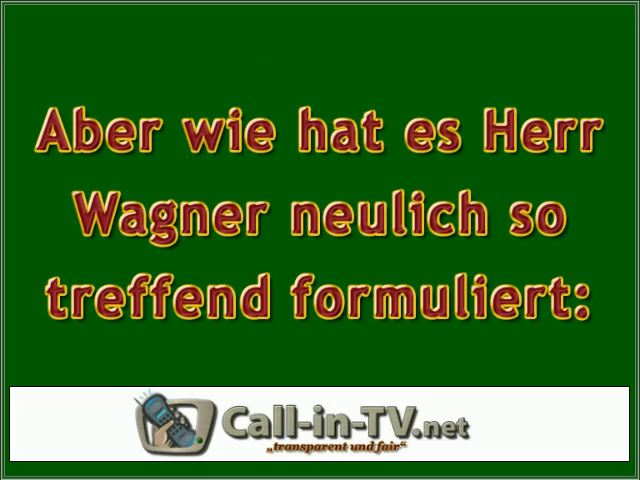 Aber wie hat es Herr
Wagner neulich so
treffend formuliert:
Call-in-TV.net
„transparent und fair“